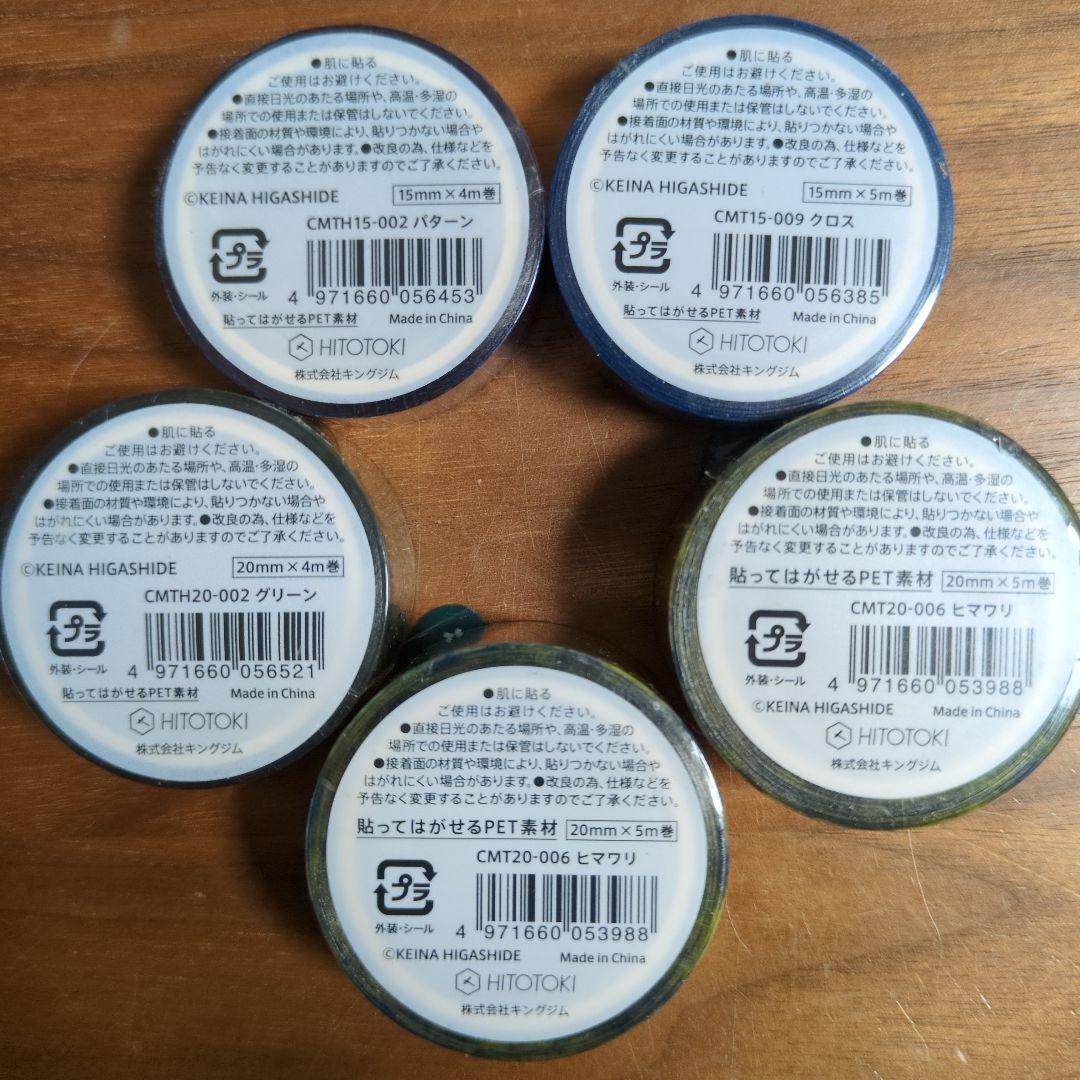 ●肌に貼る
ご使用はお避けください。
●直接日光のあたる場所や、高温・多湿の
場所での使用または保管はしないでください。
●接着面の材質や環境により、貼りつかない場合や
はがれにくい場合があります。●改良の為、仕様などを
予告なく変更することがありますのでご了承ください。
©KEINA HIGASHIDE 15mm×4m巻
CMTH15-002 パターン
プラ
外装・シール
4 971660 056453
貼ってはがせるPET素材 Made in China
HITOTOKI
株式会社キングジム
●肌に貼る
ご使用はお避けください。
●直接日光のあたる場所や、高温・多湿の
場所での使用または保管はしないでください。
●接着面の材質や環境により、貼りつかない場合や
はがれにくい場合があります。●改良の為、仕様などを
予告なく変更することがありますのでご了承ください。
©KEINA HIGASHIDE 15mm×5m巻
CMT15-009 クロス
プラ
外装・シール
4 971660 056385
貼ってはがせるPET素材 Made in China
HITOTOKI
株式会社キングジム
●肌に貼る
ご使用はお避けください。
●直接日光のあたる場所や、高温・多湿の
場所での使用または保管はしないでください。
●接着面の材質や環境により、貼りつかない場合や
はがれにくい場合があります。●改良の為、仕様などを
予告なく変更することがありますのでご了承ください。
©KEINA HIGASHIDE 20mm×4m巻
CMTH20-002 グリーン
プラ
外装・シール
4 971660 056521
貼ってはがせるPET素材 Made in China
HITOTOKI
株式会社キングジム
●肌に貼る
ご使用はお避けください。
●直接日光のあたる場所や、高温・多湿の
場所での使用または保管はしないでください。
●接着面の材質や環境により、貼りつかない場合や
はがれにくい場合があります。●改良の為、仕様などを
予告なく変更することがありますのでご了承ください。
貼ってはがせるPET素材 20mm×5m巻
CMT20-006 ヒマワリ
プラ
外装・シール
4 971660 053988
©KEINA HIGASHIDE Made in China
HITOTOKI
株式会社キングジム
●肌に貼る
ご使用はお避けください。
●直接日光のあたる場所や、高温・多湿の
場所での使用または保管はしないでください。
●接着面の材質や環境により、貼りつかない場合や
はがれにくい場合があります。●改良の為、仕様などを
予告なく変更することがありますのでご了承ください。
貼ってはがせるPET素材 20mm×5m巻
CMT20-006 ヒマワリ
プラ
外装・シール
4 971660 053988
©KEINA HIGASHIDE Made in China
HITOTOKI
株式会社キングジム